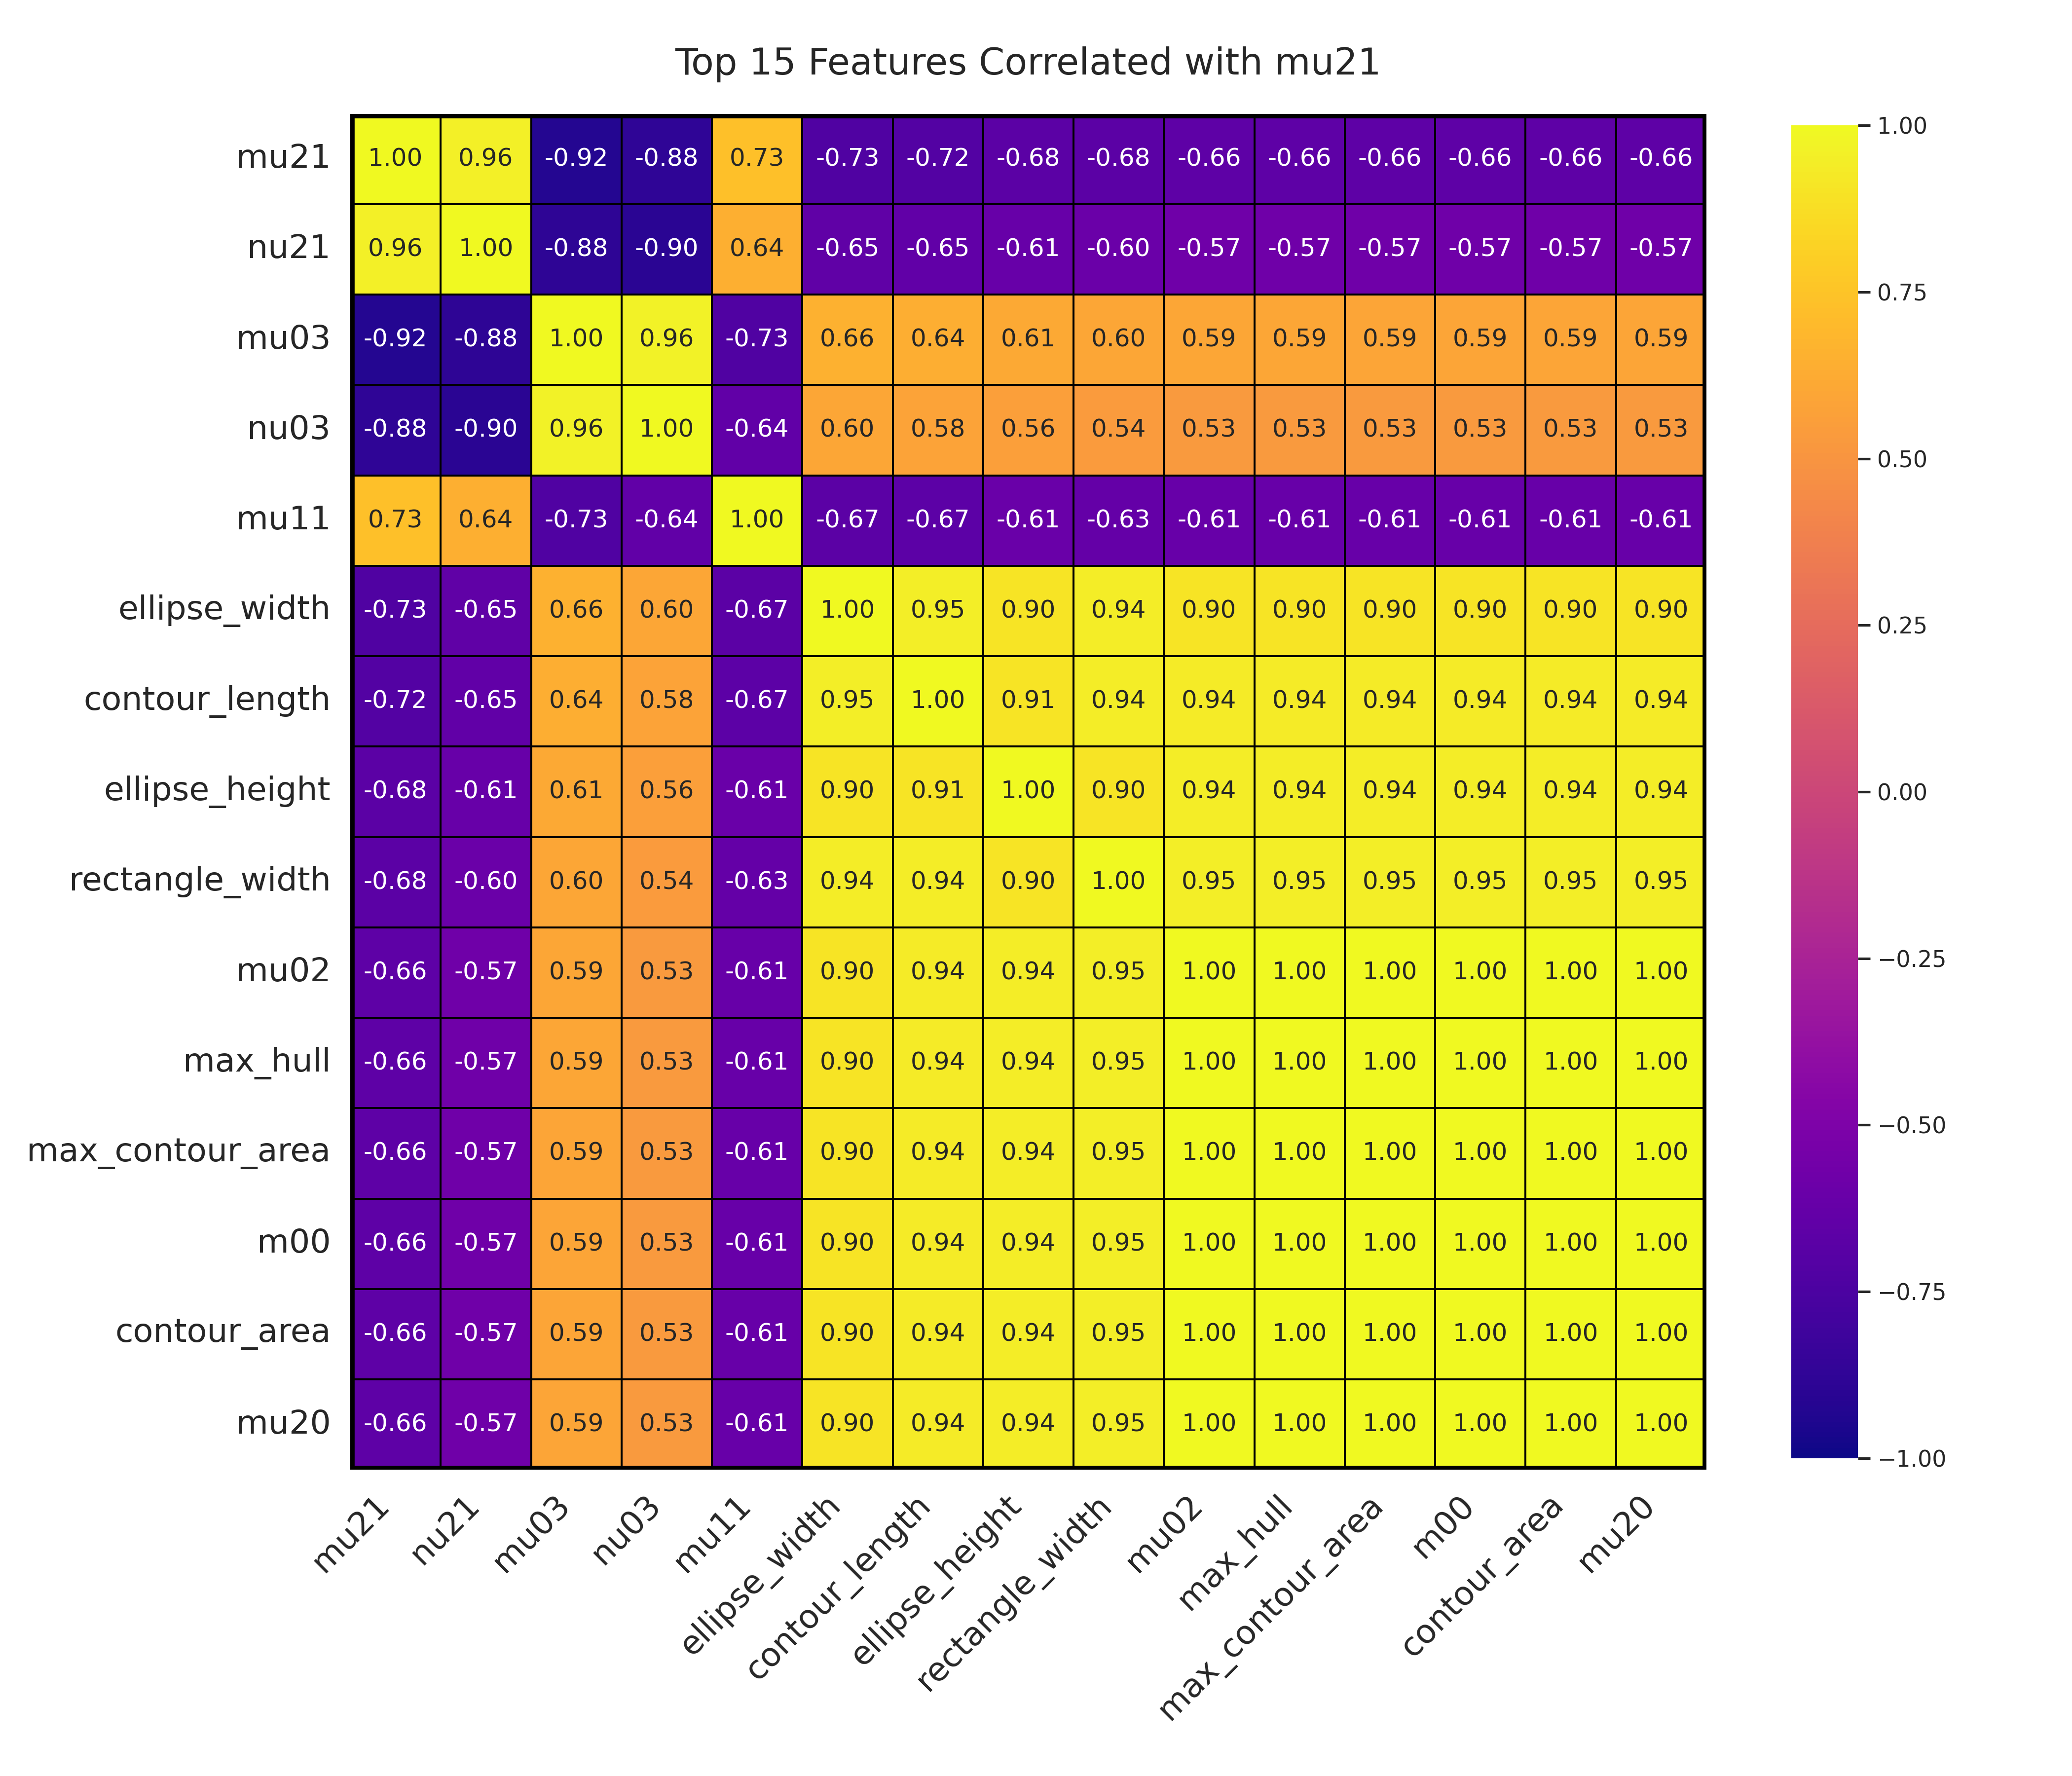 Top 15 Features Correlated with mu21
mu21 1.00 0.96 -0.92 -0.88 0.73 -0.73 -0.72 -0.68 -0.68 -0.66 -0.66 -0.66 -0.66 -0.66 -0.66
nu21 0.96 1.00 -0.88 -0.90 0.64 -0.65 -0.65 -0.61 -0.60 -0.57 -0.57 -0.57 -0.57 -0.57 -0.57
mu03 -0.92 -0.88 1.00 0.96 -0.73 0.66 0.64 0.61 0.60 0.59 0.59 0.59 0.59 0.59 0.59
nu03 -0.88 -0.90 0.96 1.00 -0.64 0.60 0.58 0.56 0.54 0.53 0.53 0.53 0.53 0.53 0.53
mu11 0.73 0.64 -0.73 -0.64 1.00 -0.67 -0.67 -0.61 -0.63 -0.61 -0.61 -0.61 -0.61 -0.61 -0.61
ellipse_width -0.73 -0.65 0.66 0.60 -0.67 1.00 0.95 0.90 0.94 0.90 0.90 0.90 0.90 0.90 0.90
contour_length -0.72 -0.65 0.64 0.58 -0.67 0.95 1.00 0.91 0.94 0.94 0.94 0.94 0.94 0.94 0.94
ellipse_height -0.68 -0.61 0.61 0.56 -0.61 0.90 0.91 1.00 0.90 0.94 0.94 0.94 0.94 0.94 0.94
rectangle_width -0.68 -0.60 0.60 0.54 -0.63 0.94 0.94 0.90 1.00 0.95 0.95 0.95 0.95 0.95 0.95
mu02 -0.66 -0.57 0.59 0.53 -0.61 0.90 0.94 0.94 0.95 1.00 1.00 1.00 1.00 1.00 1.00
max_hull -0.66 -0.57 0.59 0.53 -0.61 0.90 0.94 0.94 0.95 1.00 1.00 1.00 1.00 1.00 1.00
max_contour_area -0.66 -0.57 0.59 0.53 -0.61 0.90 0.94 0.94 0.95 1.00 1.00 1.00 1.00 1.00 1.00
m00 -0.66 -0.57 0.59 0.53 -0.61 0.90 0.94 0.94 0.95 1.00 1.00 1.00 1.00 1.00 1.00
contour_area -0.66 -0.57 0.59 0.53 -0.61 0.90 0.94 0.94 0.95 1.00 1.00 1.00 1.00 1.00 1.00
mu20 -0.66 -0.57 0.59 0.53 -0.61 0.90 0.94 0.94 0.95 1.00 1.00 1.00 1.00 1.00 1.00
mu21
nu21
mu03
nu03
mu11
ellipse_width
contour_length
ellipse_height
rectangle_width
mu02
max_hull
max_contour_area
m00
contour_area
mu20
1.00
0.75
0.50
0.25
0.00
−0.25
−0.50
−0.75
−1.00